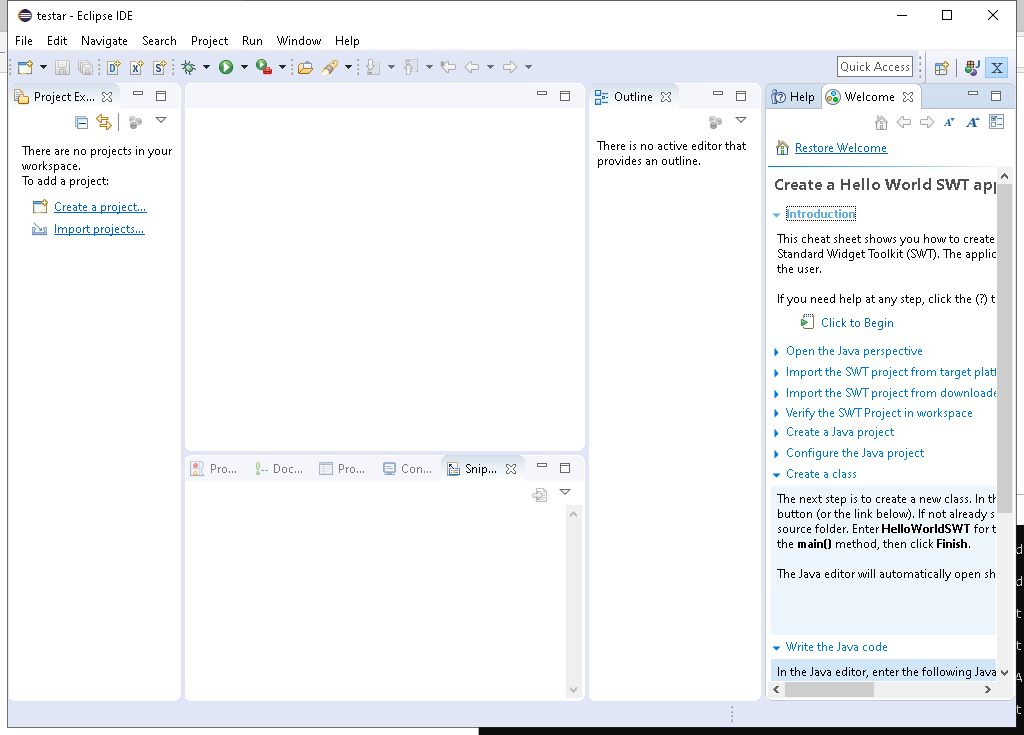 testar - Eclipse IDE
File Edit Navigate Search Project Run Window Help
Quick Access
Project Ex...
There are no projects in your
workspace.
To add a project:
Create a project...
Import projects...
Outline
There is no active editor that
provides an outline.
Help Welcome
Restore Welcome
Create a Hello World SWT app
Introduction
This cheat sheet shows you how to create
Standard Widget Toolkit (SWT). The applic
the user.
If you need help at any step, click the (?) t
Click to Begin
Open the Java perspective
Import the SWT project from target platf
Import the SWT project from downloade
Verify the SWT Project in workspace
Create a Java project
Configure the Java project
Create a class
The next step is to create a new class. In th
button (or the link below). If not already s
source folder. Enter HelloWorldSWT for t
the main() method, then click Finish.
The Java editor will automatically open sh
Write the Java code
In the Java editor, enter the following Java
Pro... Doc... Pro... Con... Snip...